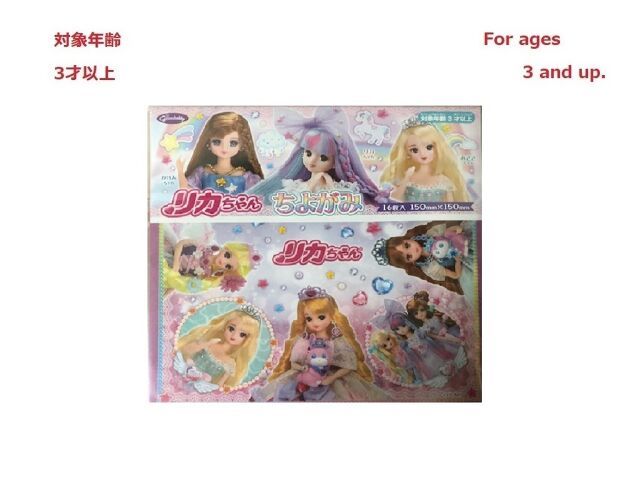 対象年齢
3才以上
For ages
3 and up.
対象年齢3才以上
リカちゃん
ちよがみ
16枚入 150mm×150mm
リカちゃん